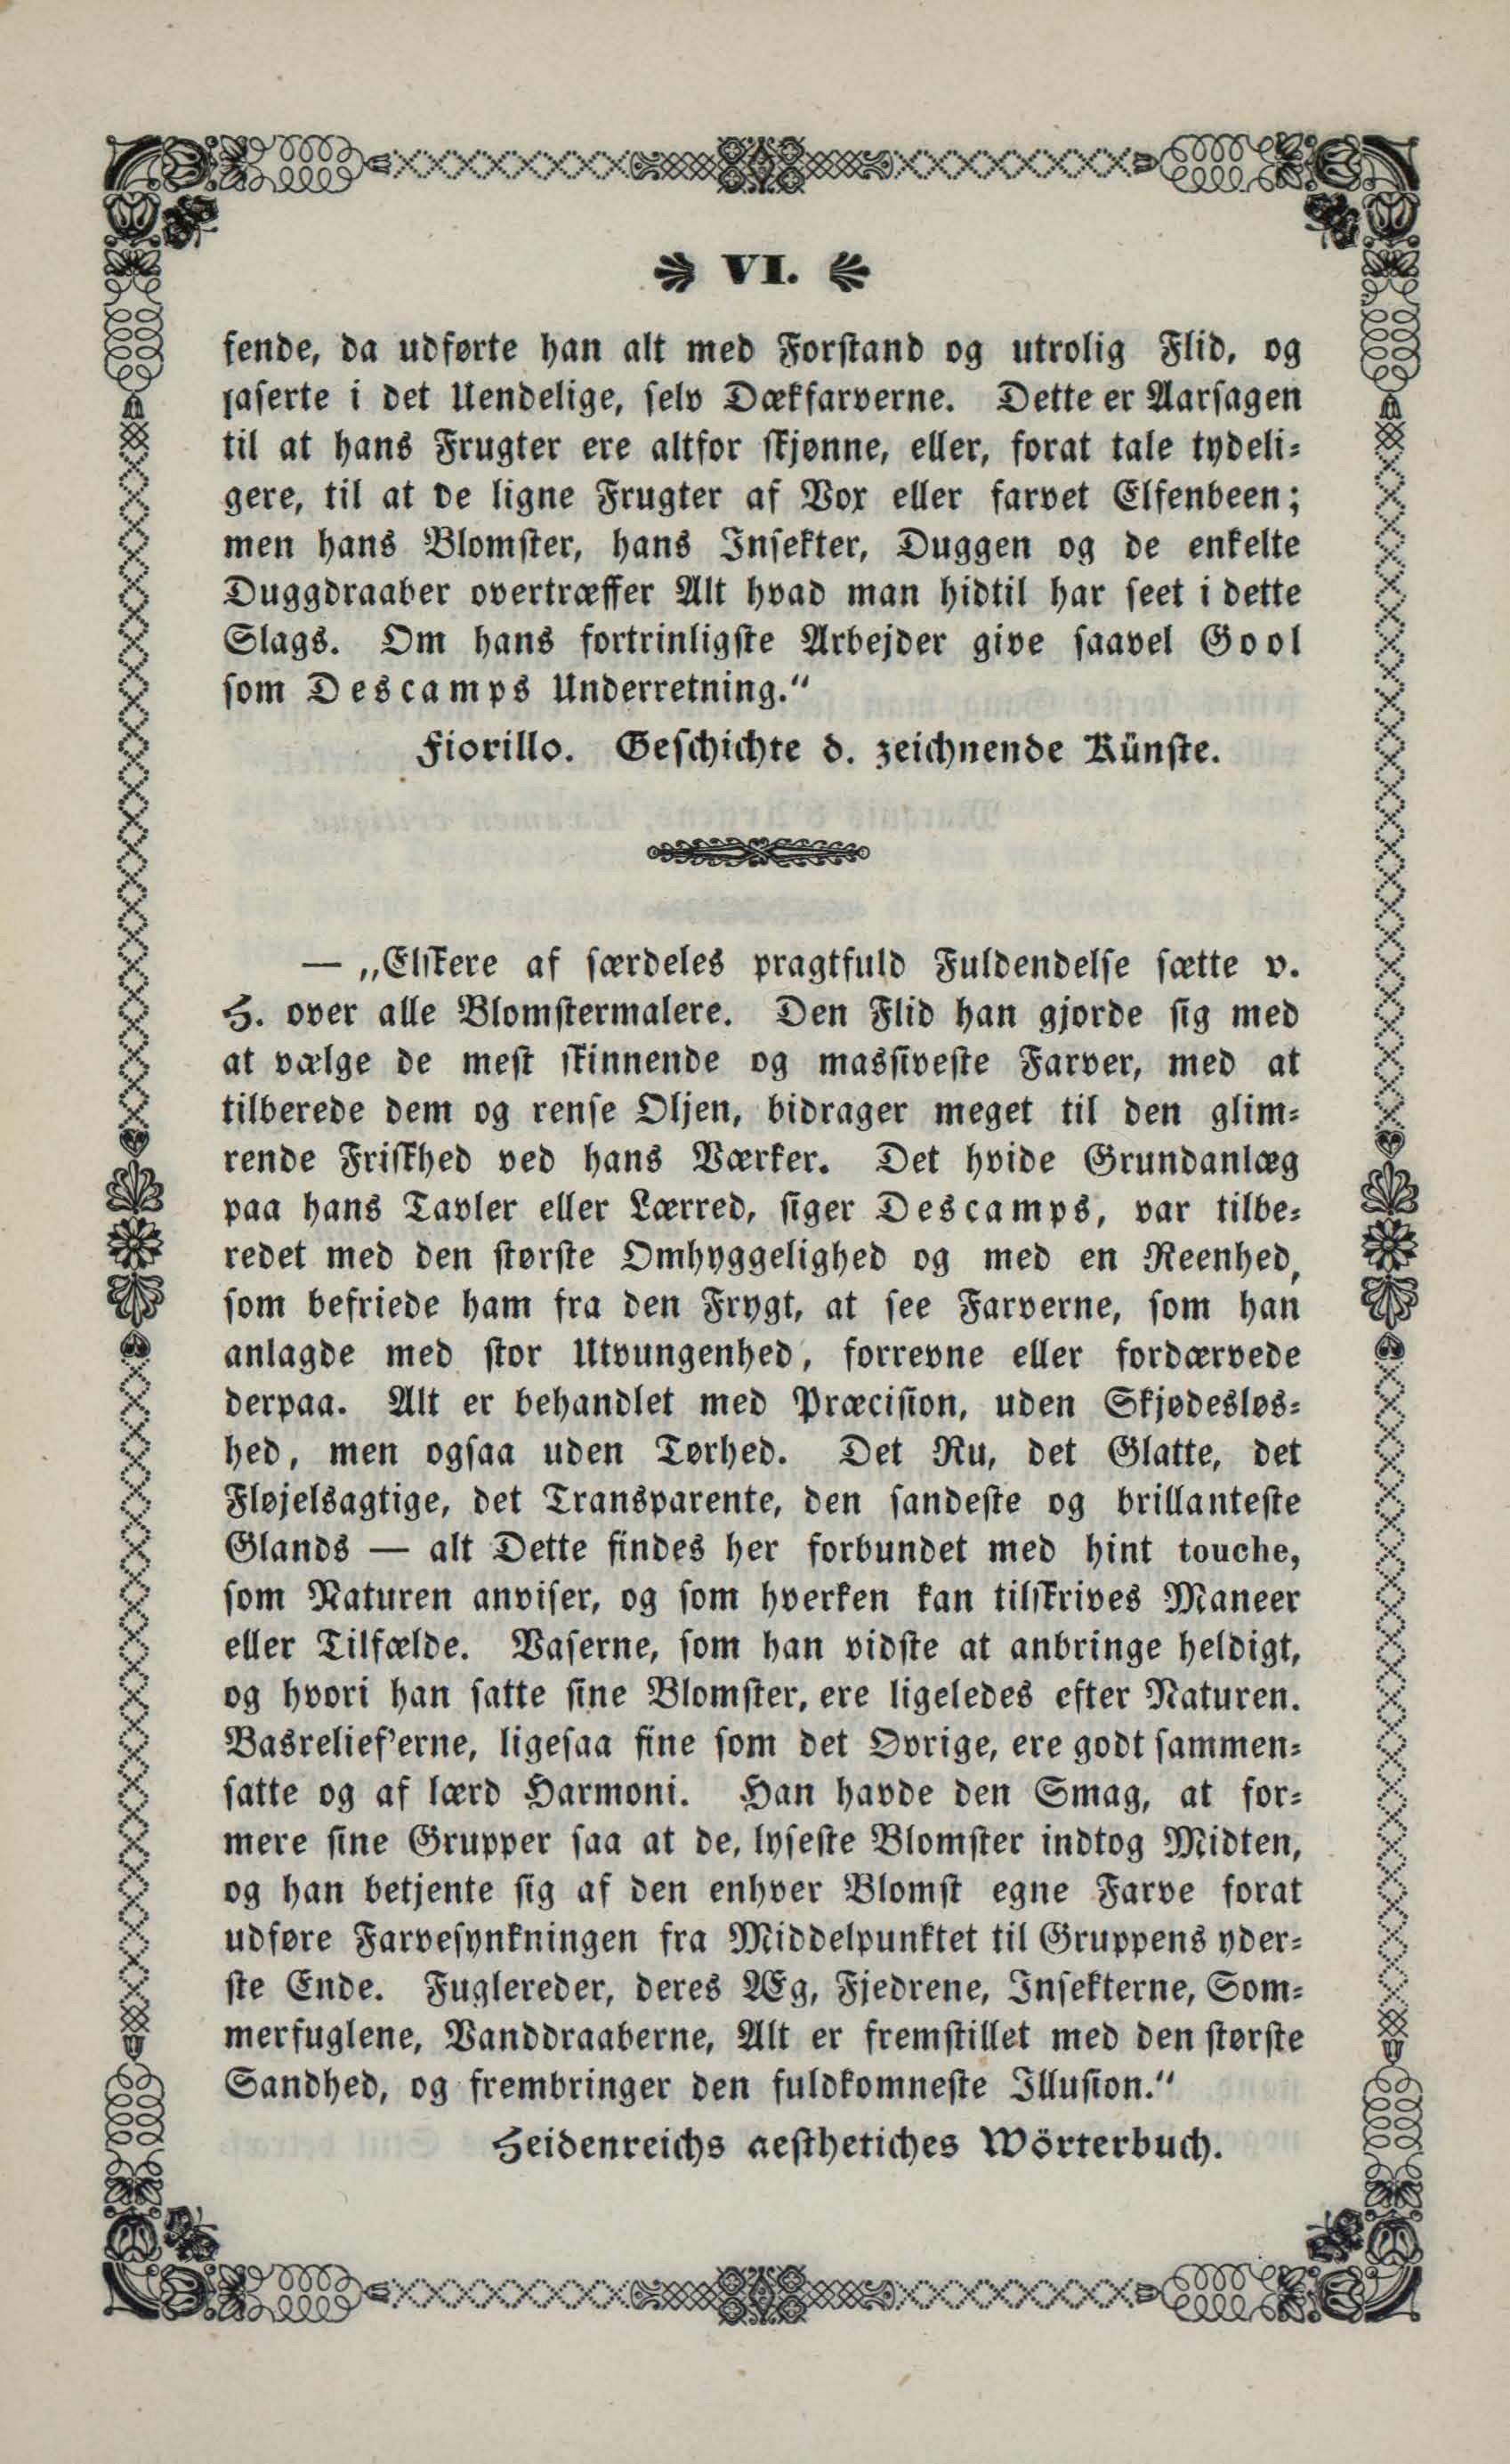 VI.
sende, da udførte han alt med Forstand og utrolig Flid, og
laserte i det Uendelige, selv Dækfarverne. Dette er Aarsagen
til at hans Frugter ere altfor skjønne, eller, forat tale tydeli-
gere, til at de ligne Frugter af Vox eller farvet Elfenbeen;
men hans Blomster, hans Insekter, Duggen og de enkelte
Duggdraaber overtræffer Alt hvad man hidtil har seet i dette
Slags. Om hans fortrinligste Arbejder give saavel Gool
som Descamps Underretning.“
Fiorillo. Geschichte d. zeichnende Künste.
— „Elskere af særdeles pragtfuld Fuldendelse sætte v.
H. over alle Blomstermalere. Den Flid han gjorde sig med
at vælge de mest skinnende og massiveste Farver, med at
tilberede dem og rense Oljen, bidrager meget til den glim-
rende Friskhed ved hans Værker. Det hvide Grundanlæg
paa hans Tavler eller Lærred, siger Descamps, var tilbe-
redet med den største Omhyggelighed og med en Reenhed,
som befriede ham fra den Frygt, at see Farverne, som han
anlagde med stor Utvungenhed, forrevne eller fordærvede
derpaa. Alt er behandlet med Præcision, uden Skjødesløs-
hed, men ogsaa uden Tørhed. Det Ru, det Glatte, det
Fløjelsagtige, det Transparente, den sandeste og brillanteste
Glands — alt Dette findes her forbundet med hint touche,
som Naturen anviser, og som hverken kan tilskrives Maneer
eller Tilfælde. Vaserne, som han vidste at anbringe heldigt,
og hvori han satte sine Blomster, ere ligeledes efter Naturen.
Basrelief'erne, ligesaa fine som det Øvrige, ere godt sammen-
satte og af lærd Harmoni. Han havde den Smag, at for-
mere sine Grupper saa at de, lyseste Blomster indtog Midten,
og han betjente sig af den enhver Blomst egne Farve forat
udføre Farvesynkningen fra Middelpunktet til Gruppens yder-
ste Ende. Fuglereder, deres Æg, Fjedrene, Insekterne, Som-
merfuglene, Vanddraaberne, Alt er fremstillet med den største
Sandhed, og frembringer den fuldkomneste Illusion.“
Heidenreichs aesthetiches Wörterbuch.